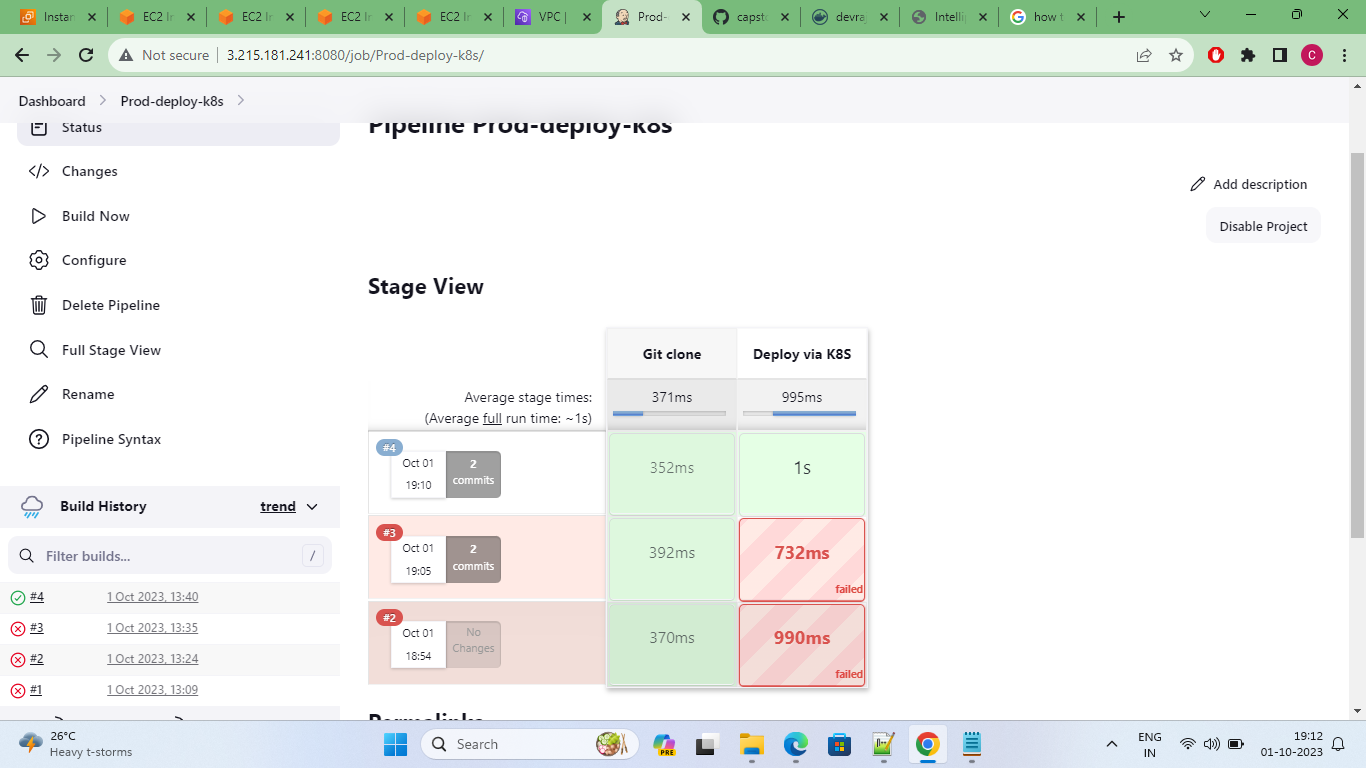 Instan
EC2 In
EC2 In
EC2 In
EC2 In
VPC |
Prod-
capsto
devraj
Intellip
how t
Not secure
3.215.181.241:8080/job/Prod-deploy-k8s/
C
Dashboard
Prod-deploy-k8s
Status
Changes
Build Now
Configure
Delete Pipeline
Full Stage View
Rename
Pipeline Syntax
Build History
trend
Filter builds...
/
#4 1 Oct 2023, 13:40
#3 1 Oct 2023, 13:35
#2 1 Oct 2023, 13:24
#1 1 Oct 2023, 13:09
Pipeline Prod-deploy-k8s
Add description
Disable Project
Stage View
Git clone
Deploy via K8S
Average stage times:
(Average full run time: ~1s)
371ms
995ms
#4
Oct 01
19:10
2
commits
352ms
1s
#3
Oct 01
19:05
2
commits
392ms
732ms
failed
#2
Oct 01
18:54
No
Changes
370ms
990ms
failed
Permalinks
26°C
Heavy t-storms
Search
PRE
ENG
IN
19:12
01-10-2023